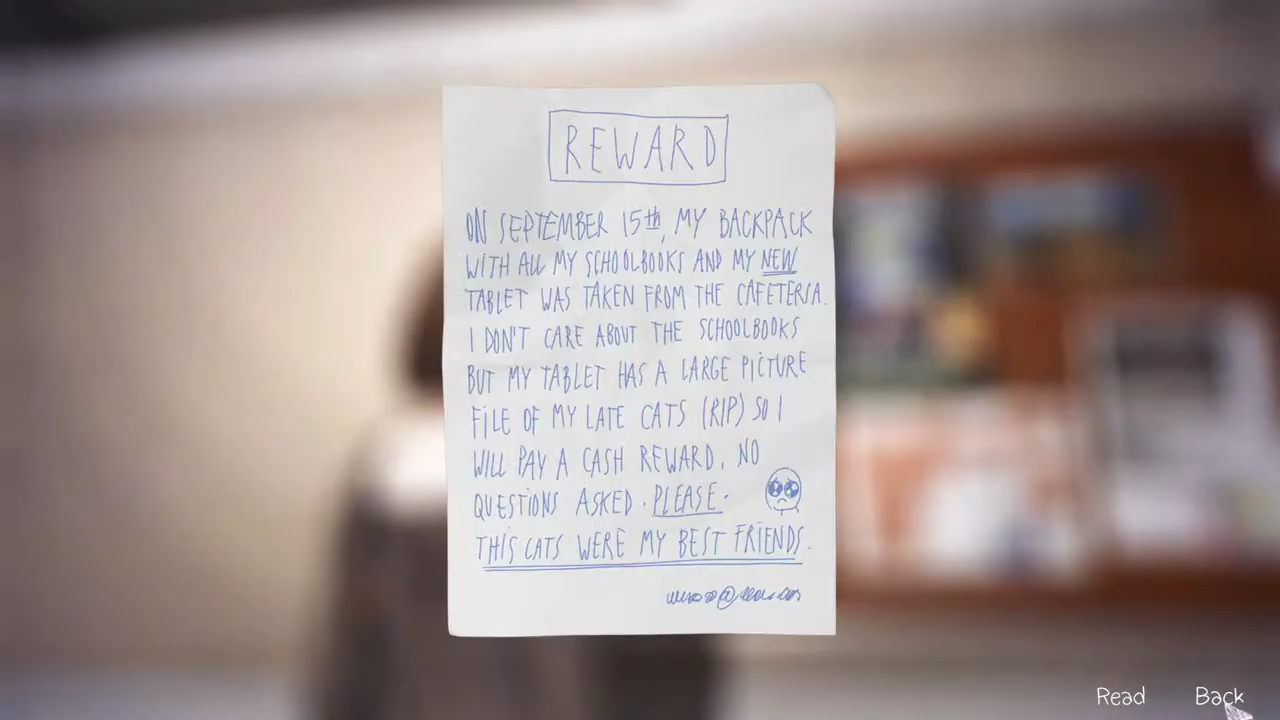 REWARD
ON SEPTEMBER 15th, MY BACKPACK
WITH ALL MY SCHOOLBOOKS AND MY NEW
TABLET WAS TAKEN FROM THE CAFETERIA.
I DON'T CARE ABOUT THE SCHOOLBOOKS
BUT MY TABLET HAS A LARGE PICTURE
FILE OF MY LATE CATS (RIP) SO I
WILL PAY A CASH REWARD. NO
QUESTIONS ASKED. PLEASE.
THIS CATS WERE MY BEST FRIENDS.
Read Back